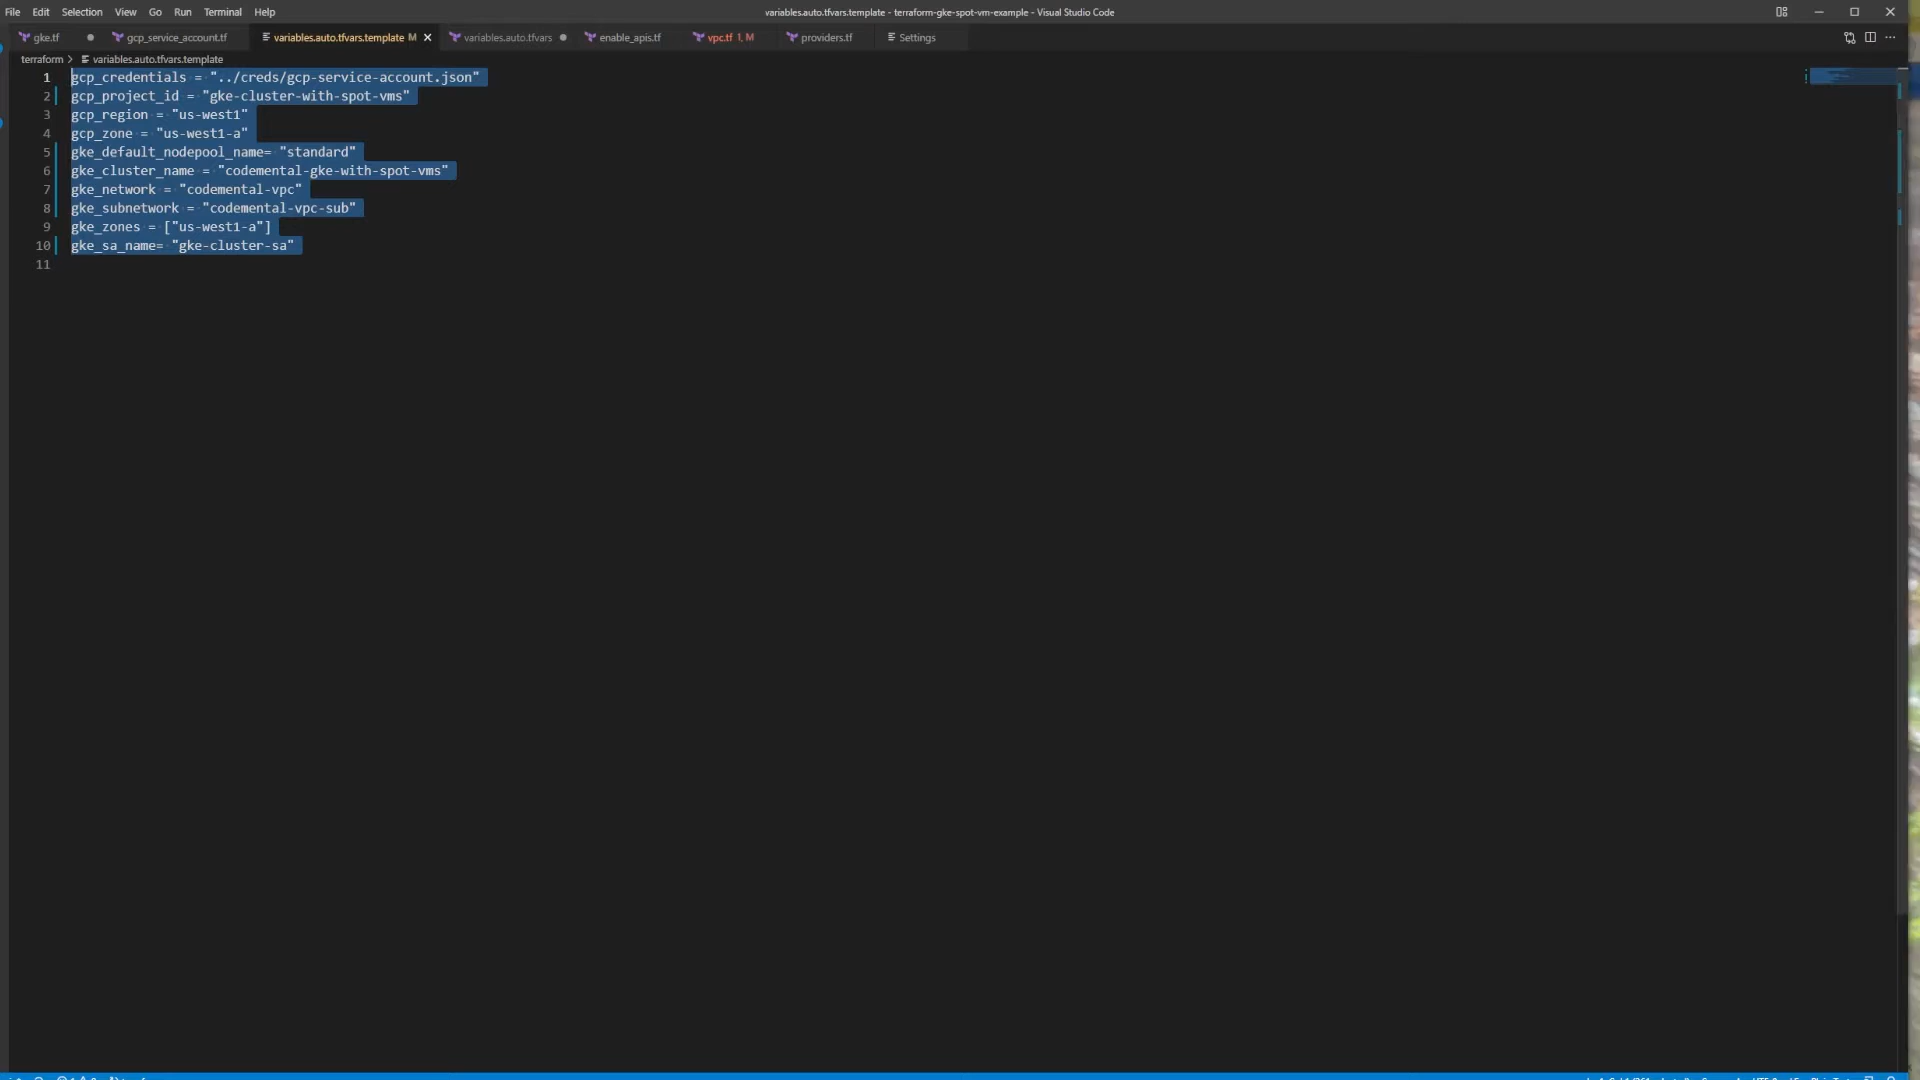 File Edit Selection View Go Run Terminal Help
variables.auto.tfvars.template - terraform-gke-spot-vm-example - Visual Studio Code
gke.tf gcp_service_account.tf variables.auto.tfvars.template M variables.auto.tfvars enable_apis.tf vpc.tf 1, M providers.tf Settings
terraform > variables.auto.tfvars.template
1 gcp_credentials = "../creds/gcp-service-account.json"
2 gcp_project_id = "gke-cluster-with-spot-vms"
3 gcp_region = "us-west1"
4 gcp_zone = "us-west1-a"
5 gke_default_nodepool_name= "standard"
6 gke_cluster_name = "codemental-gke-with-spot-vms"
7 gke_network = "codemental-vpc"
8 gke_subnetwork = "codemental-vpc-sub"
9 gke_zones = ["us-west1-a"]
10 gke_sa_name= "gke-cluster-sa"
11